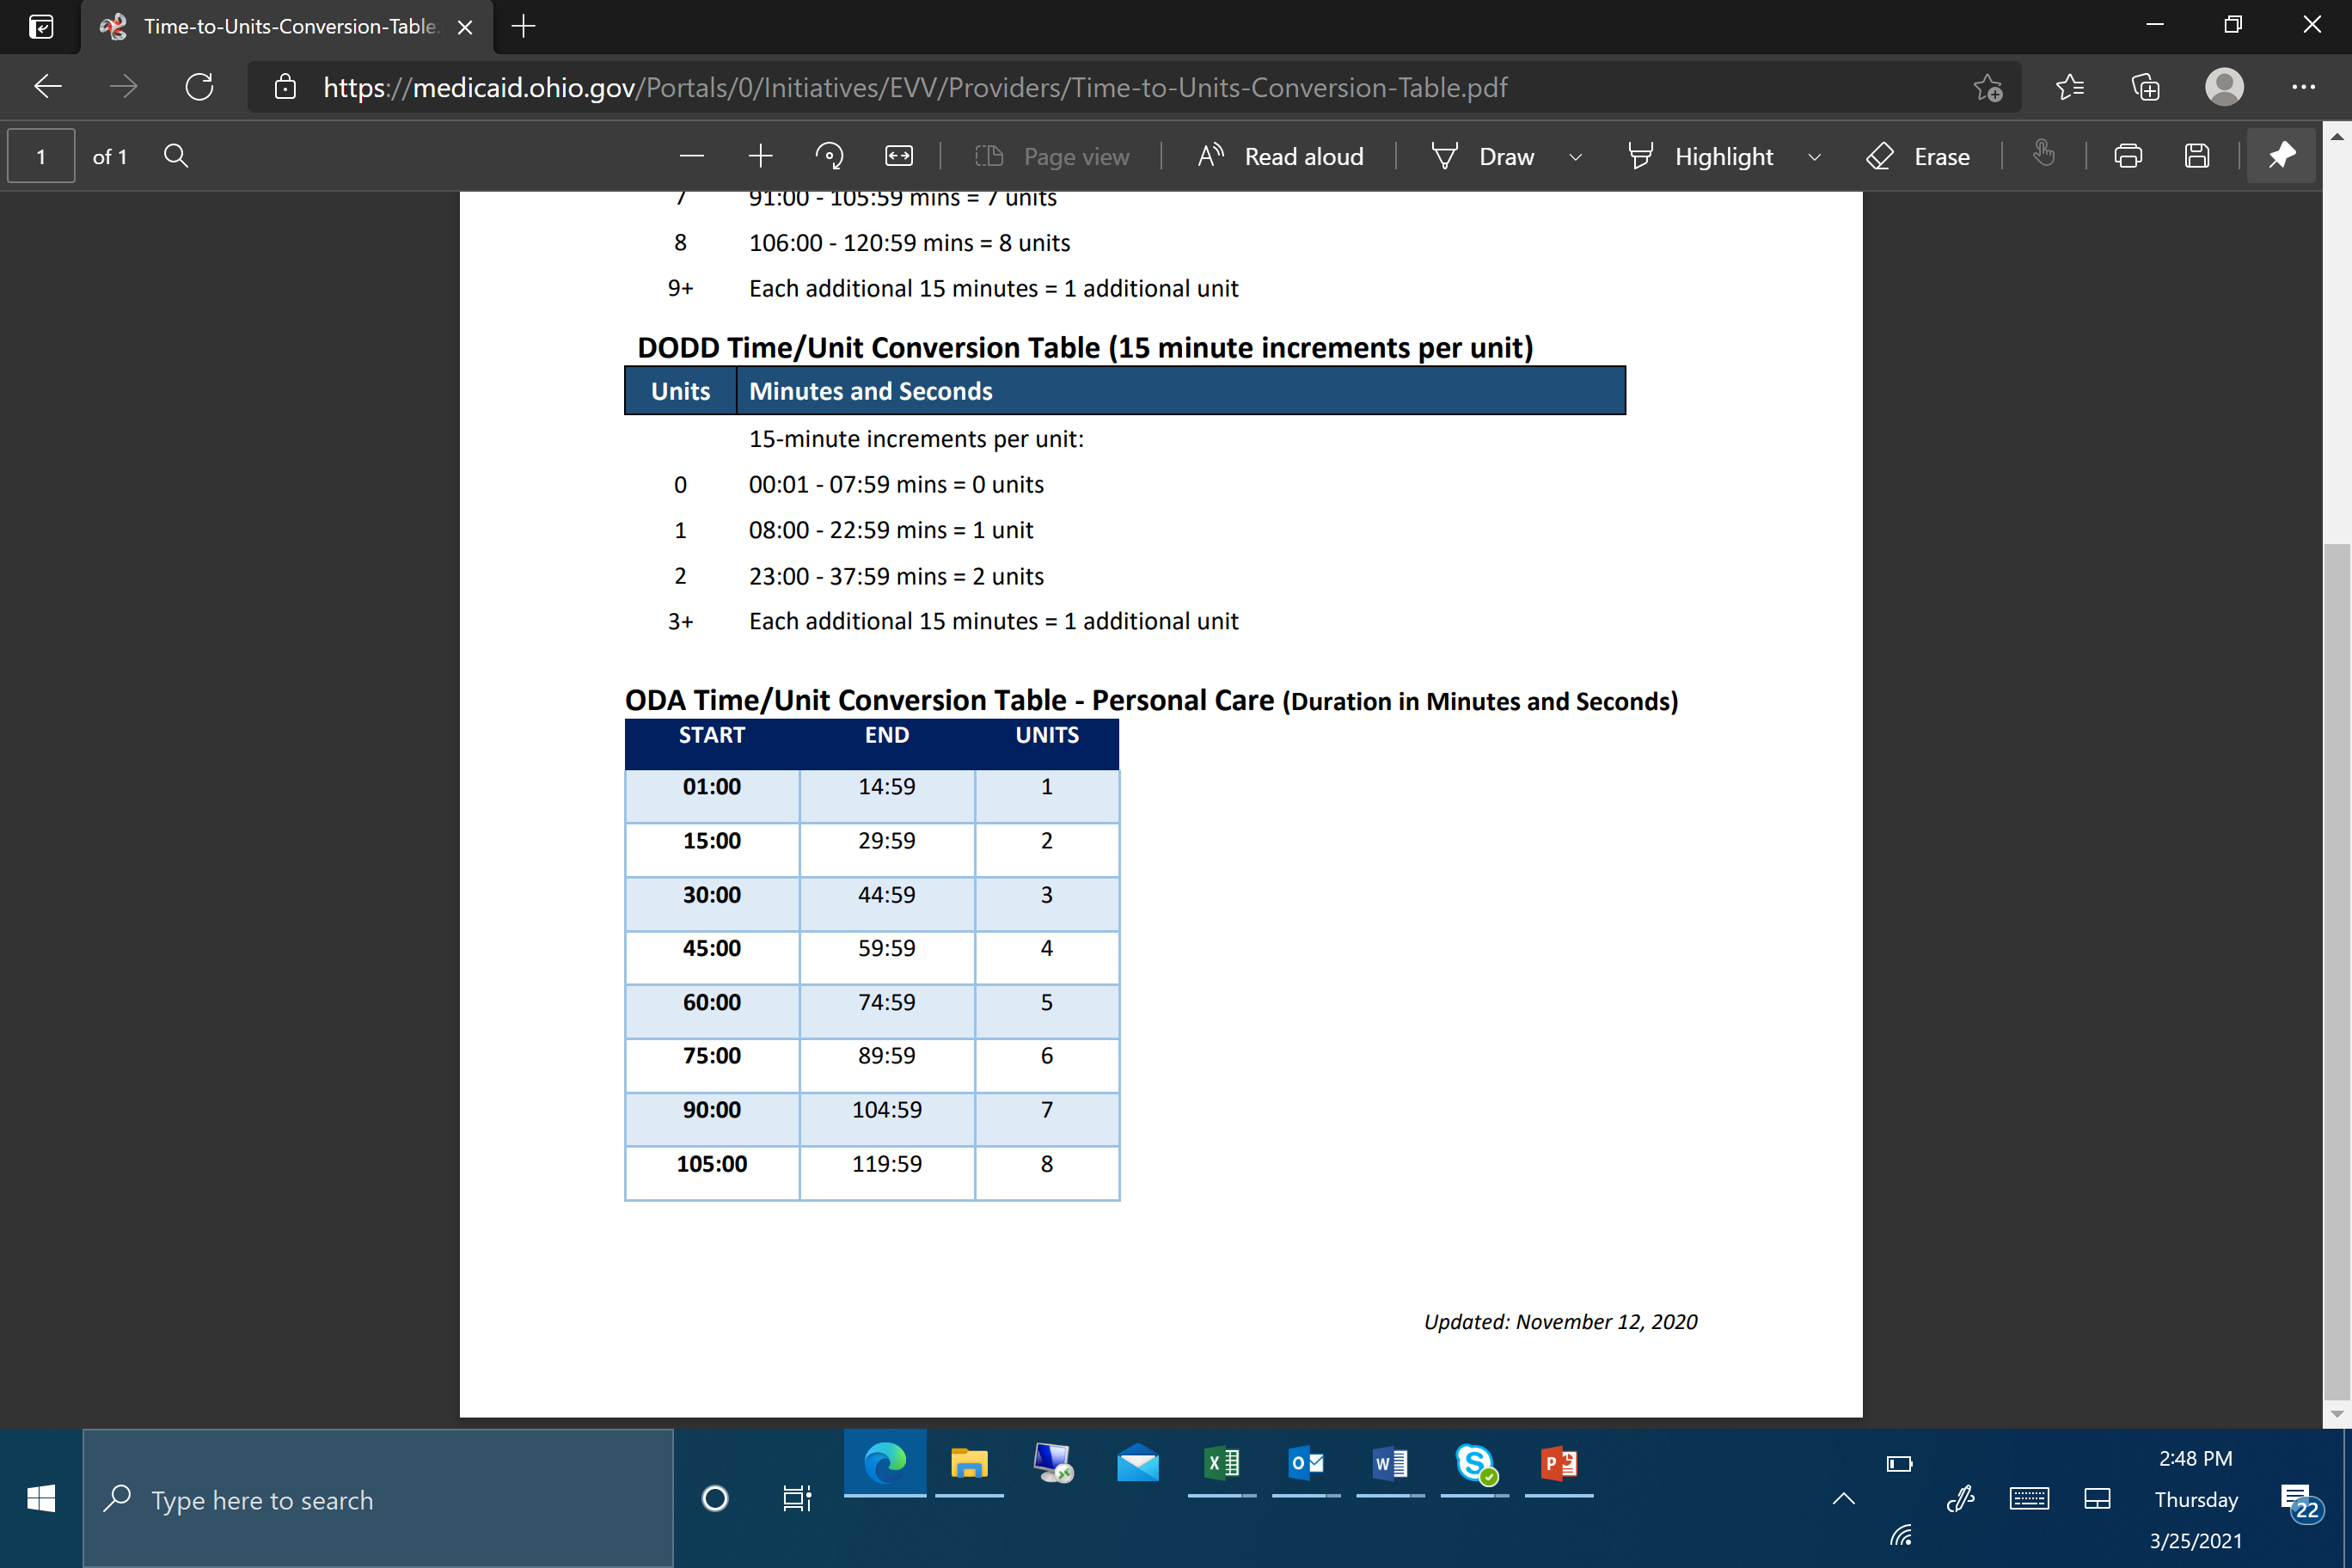 Time-to-Units-Conversion-Table.
https://medicaid.ohio.gov/Portals/0/Initiatives/EVV/Providers/Time-to-Units-Conversion-Table.pdf
1 of 1 Page view Read aloud Draw Highlight Erase
7 91:00 - 105:59 mins = 7 units
8 106:00 - 120:59 mins = 8 units
9+ Each additional 15 minutes = 1 additional unit
DODD Time/Unit Conversion Table (15 minute increments per unit)
Units Minutes and Seconds
15-minute increments per unit:
0 00:01 - 07:59 mins = 0 units
1 08:00 - 22:59 mins = 1 unit
2 23:00 - 37:59 mins = 2 units
3+ Each additional 15 minutes = 1 additional unit
ODA Time/Unit Conversion Table - Personal Care (Duration in Minutes and Seconds)
START END UNITS
01:00 14:59 1
15:00 29:59 2
30:00 44:59 3
45:00 59:59 4
60:00 74:59 5
75:00 89:59 6
90:00 104:59 7
105:00 119:59 8
Updated: November 12, 2020
Type here to search
2:48 PM
Thursday
3/25/2021
22